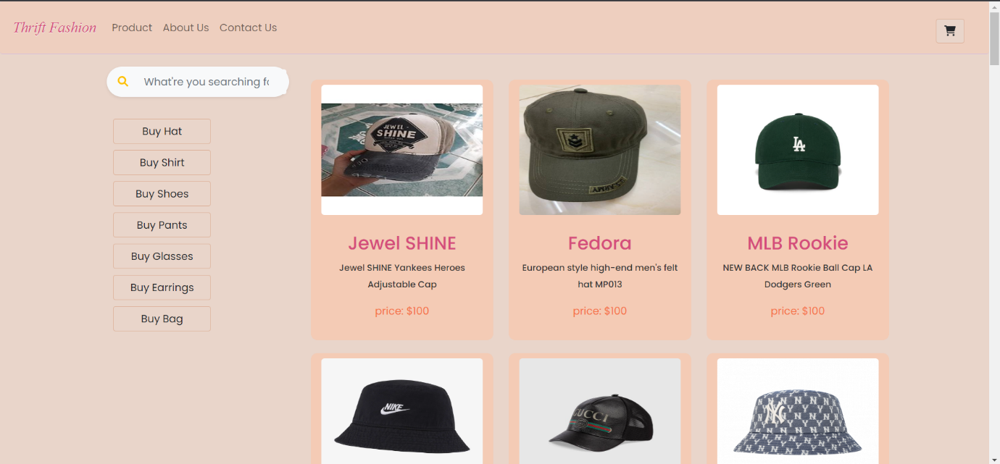 Thrift Fashion
Product
About Us
Contact Us
What're you searching fo
Buy Hat
Buy Shirt
Buy Shoes
Buy Pants
Buy Glasses
Buy Earrings
Buy Bag
JEWEL
SHINE
Jewel SHINE
Jewel SHINE Yankees Heroes
Adjustable Cap
price: $100
ARMY
Fedora
European style high-end men's felt
hat MP013
price: $100
LA
MLB Rookie
NEW BACK MLB Rookie Ball Cap LA
Dodgers Green
price: $100
NIKE
GUCCI
NY